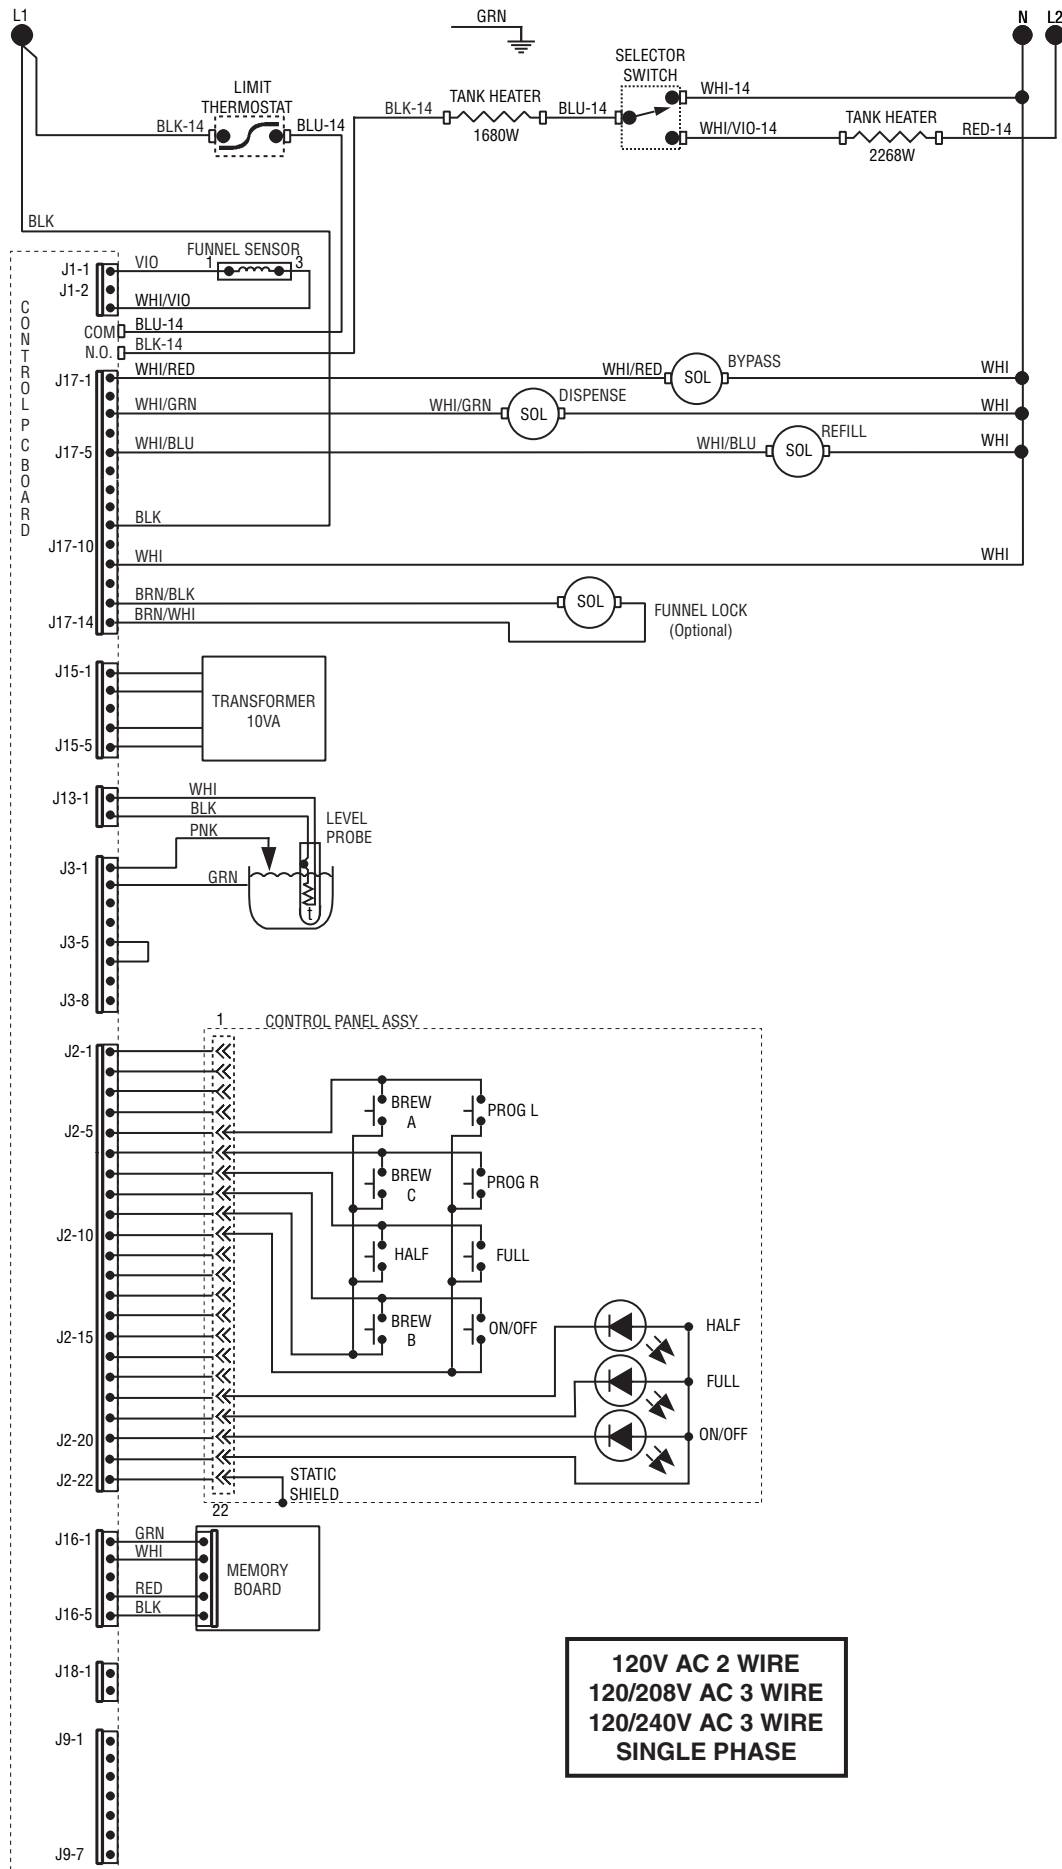 L1
GRN
N
L2
SELECTOR
SWITCH
LIMIT
THERMOSTAT
BLK-14
BLU-14
BLK-14
TANK HEATER
1680W
BLU-14
WHI-14
WHI/VIO-14
TANK HEATER
2268W
RED-14
BLK
CONTROL PC BOARD
FUNNEL SENSOR
J1-1
VIO
1
3
J1-2
WHI/VIO
COM
BLU-14
N.O.
BLK-14
J17-1
WHI/RED
WHI/RED
SOL
BYPASS
WHI
WHI/GRN
WHI/GRN
SOL
DISPENSE
WHI
J17-5
WHI/BLU
WHI/BLU
SOL
REFILL
WHI
BLK
J17-10
WHI
WHI
BRN/BLK
SOL
FUNNEL LOCK
(Optional)
J17-14
BRN/WHI
J15-1
TRANSFORMER
10VA
J15-5
J13-1
WHI
BLK
LEVEL
PROBE
PNK
J3-1
GRN
t
J3-5
J3-8
1
CONTROL PANEL ASSY
J2-1
BREW
A
PROG L
J2-5
BREW
C
PROG R
J2-10
HALF
FULL
BREW
B
ON/OFF
J2-15
HALF
FULL
J2-20
ON/OFF
J2-22
STATIC
SHIELD
22
J16-1
GRN
WHI
MEMORY
BOARD
RED
J16-5
BLK
J18-1
J9-1
J9-7
120V AC 2 WIRE
120/208V AC 3 WIRE
120/240V AC 3 WIRE
SINGLE PHASE